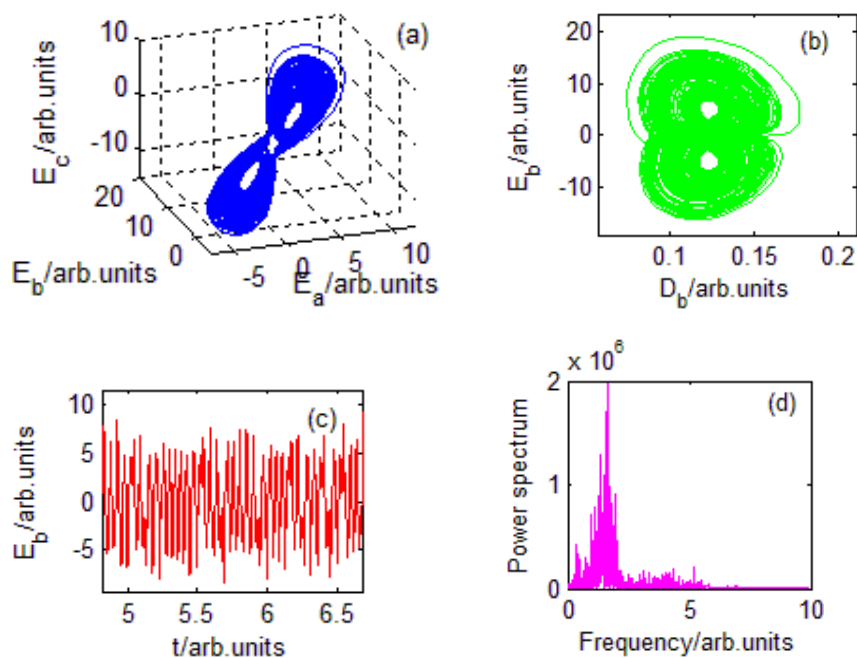 (a)
10
0
-10
E_c/arb.units
20
10
0
E_b/arb.units
-5
0
5
10
E_a/arb.units
(b)
20
10
0
-10
E_b/arb.units
0.1
0.15
0.2
D_b/arb.units
(c)
10
5
0
-5
E_b/arb.units
5
5.5
6
6.5
t/arb.units
x 10^6
(d)
2
1
0
Power spectrum
0
5
10
Frequency/arb.units